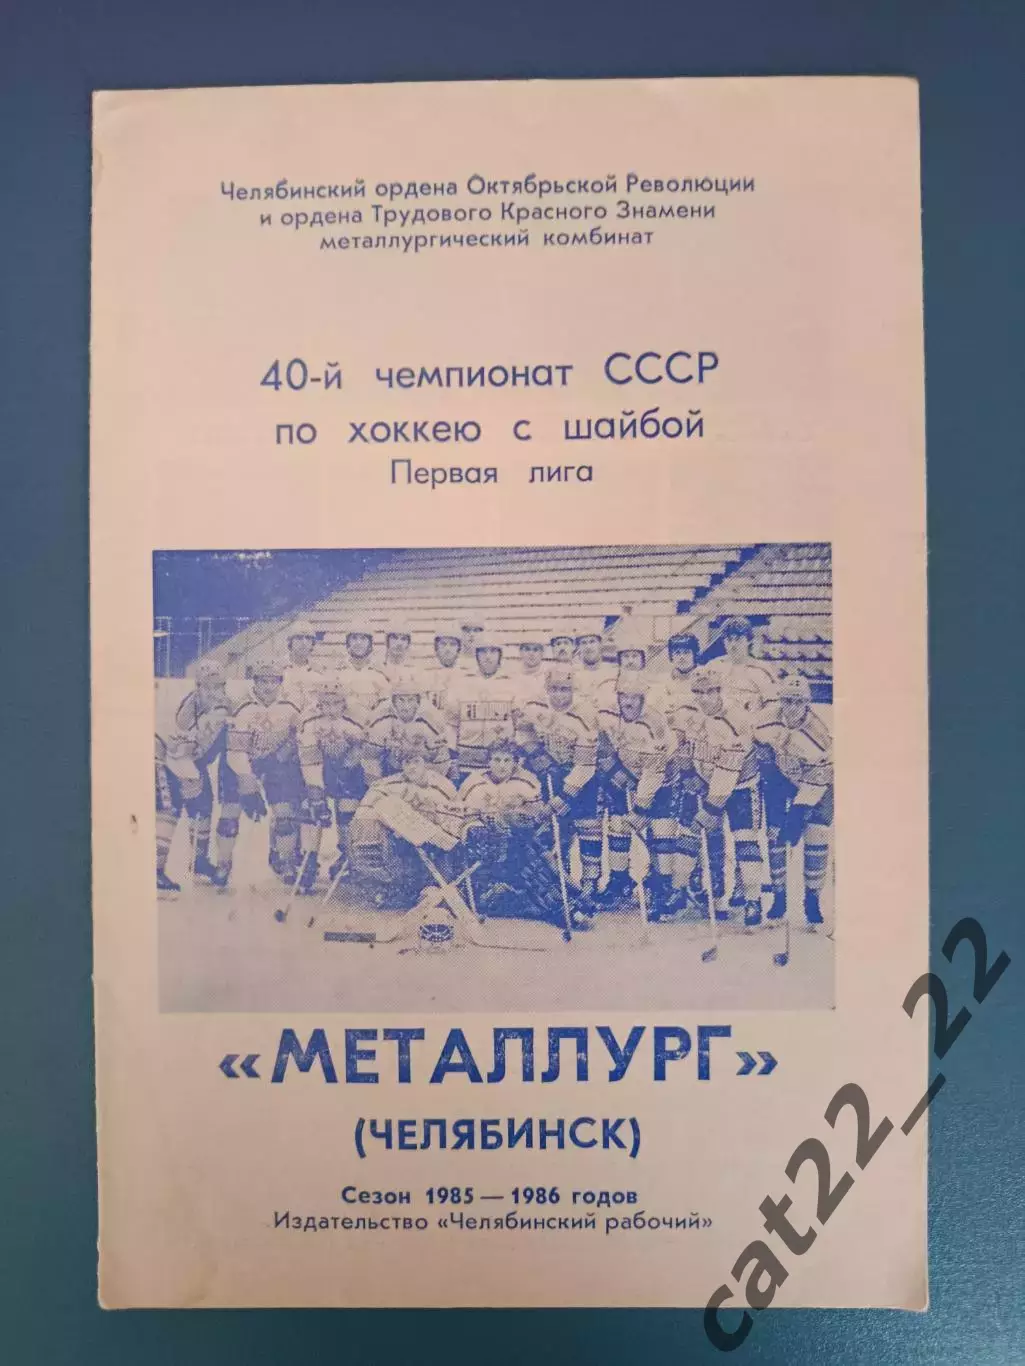 Челябинский ордена Октябрьской Революции
и ордена Трудового Красного Знамени
металлургический комбинат
40-й чемпионат СССР
по хоккею с шайбой
Первая лига
«МЕТАЛЛУРГ»
(ЧЕЛЯБИНСК)
Сезон 1985 — 1986 годов
Издательство «Челябинский рабочий»
cat22_22